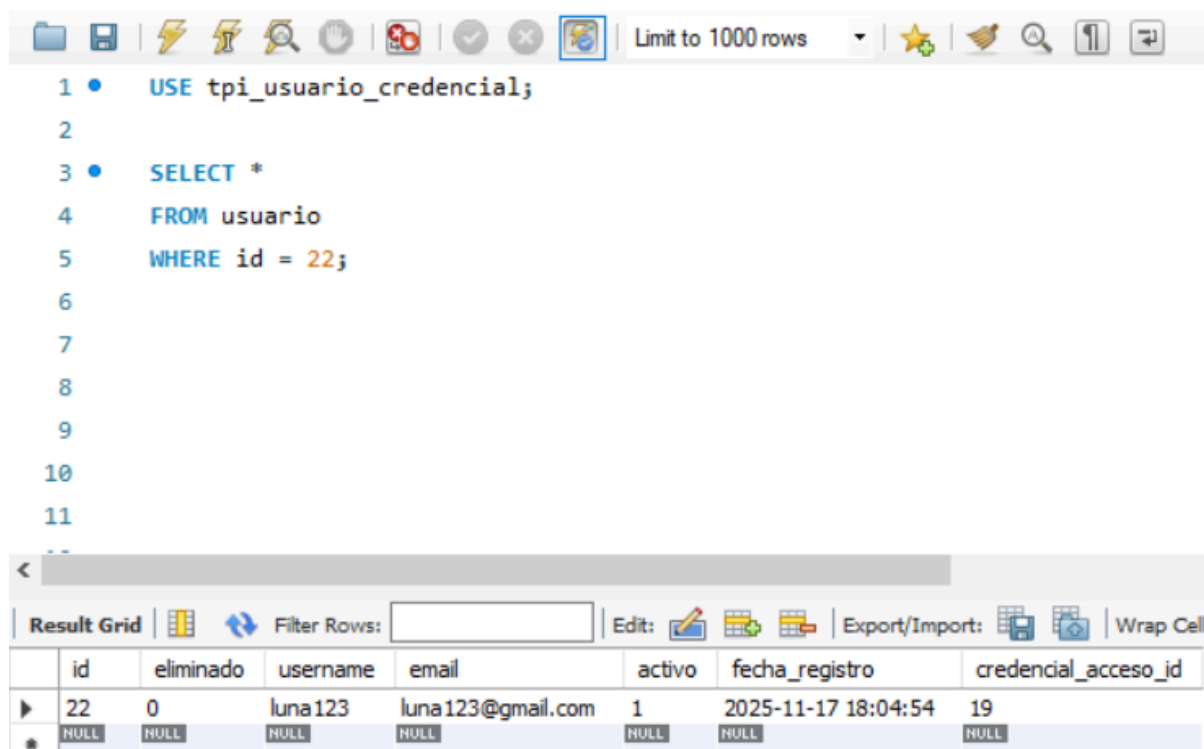 Limit to 1000 rows
1 USE tpi_usuario_credencial;
2
3 SELECT *
4 FROM usuario
5 WHERE id = 22;
6
7
8
9
10
11
Result Grid Filter Rows: Edit: Export/Import: Wrap Cell
id eliminado username email activo fecha_registro credencial_acceso_id
22 0 luna123 luna123@gmail.com 1 2025-11-17 18:04:54 19
NULL NULL NULL NULL NULL NULL NULL